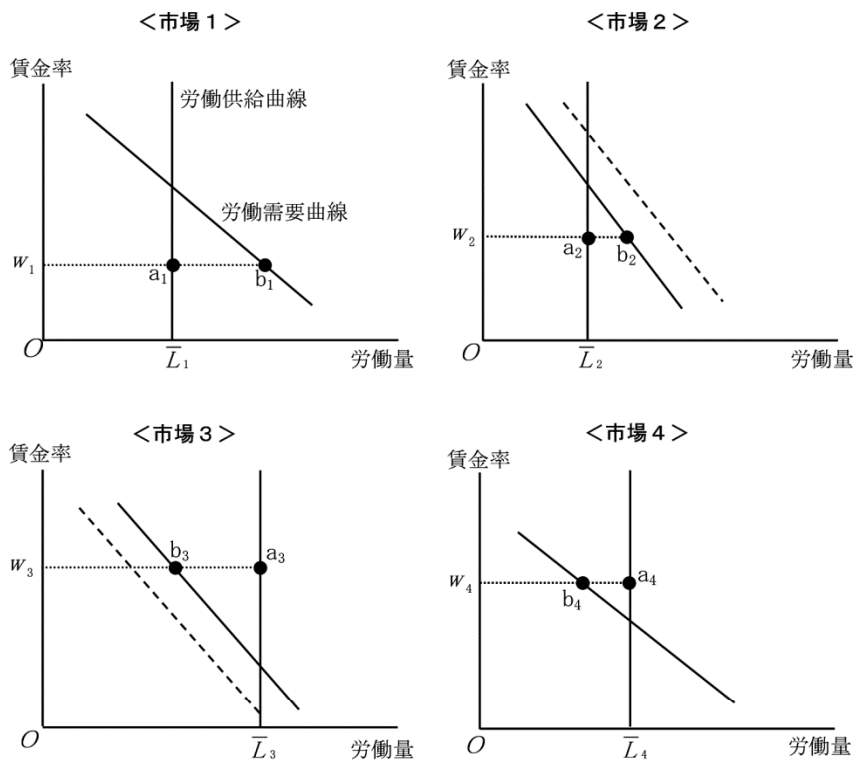 ＜市場１＞
賃金率
労働供給曲線
労働需要曲線
w₁
a₁
b₁
O
L̅₁
労働量
＜市場２＞
賃金率
w₂
a₂
b₂
O
L̅₂
労働量
＜市場３＞
賃金率
b₃
a₃
w₃
O
L̅₃
労働量
＜市場４＞
賃金率
w₄
a₄
b₄
O
L̅₄
労働量